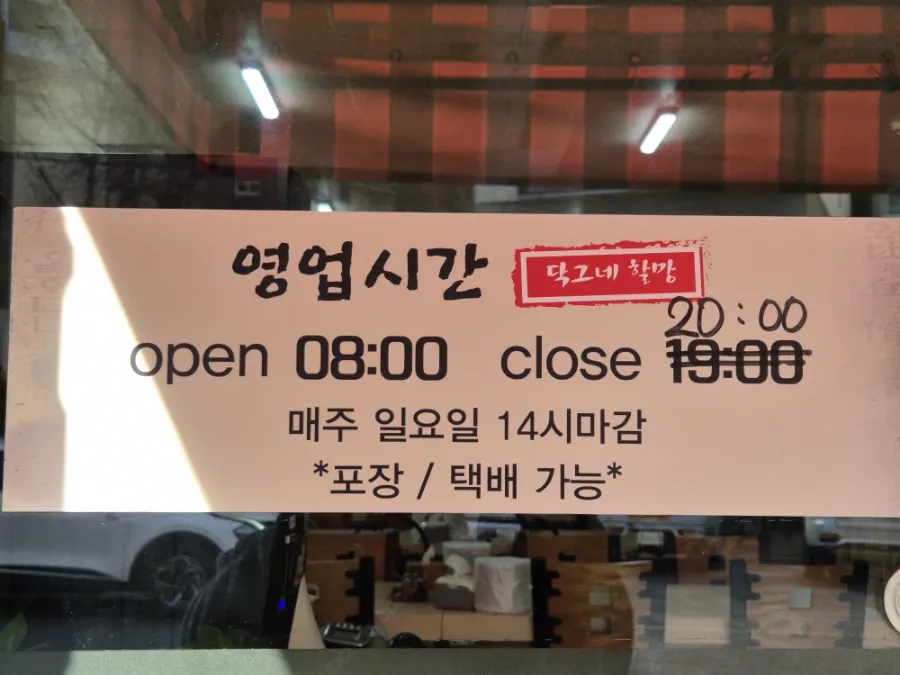 영업시간 닥그네 할망
20:00
open 08:00 close 19:00
매주 일요일 14시마감
*포장 / 택배 가능*